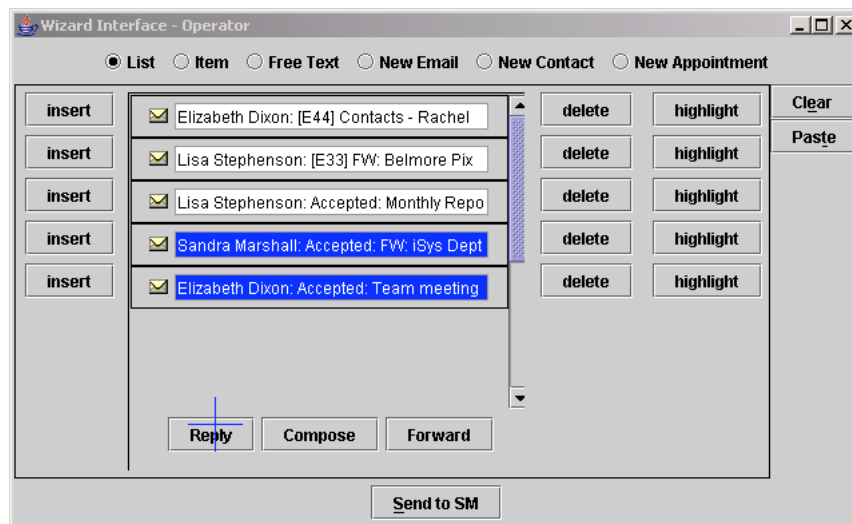 Wizard Interface - Operator
List Item Free Text New Email New Contact New Appointment
insert Elizabeth Dixon: [E44] Contacts - Rachel delete highlight Clear
insert Lisa Stephenson: [E33] FW: Belmore Pix delete highlight Paste
insert Lisa Stephenson: Accepted: Monthly Repo delete highlight
insert Sandra Marshall: Accepted: FW: iSys Dept delete highlight
insert Elizabeth Dixon: Accepted: Team meeting delete highlight
Reply Compose Forward
Send to SM